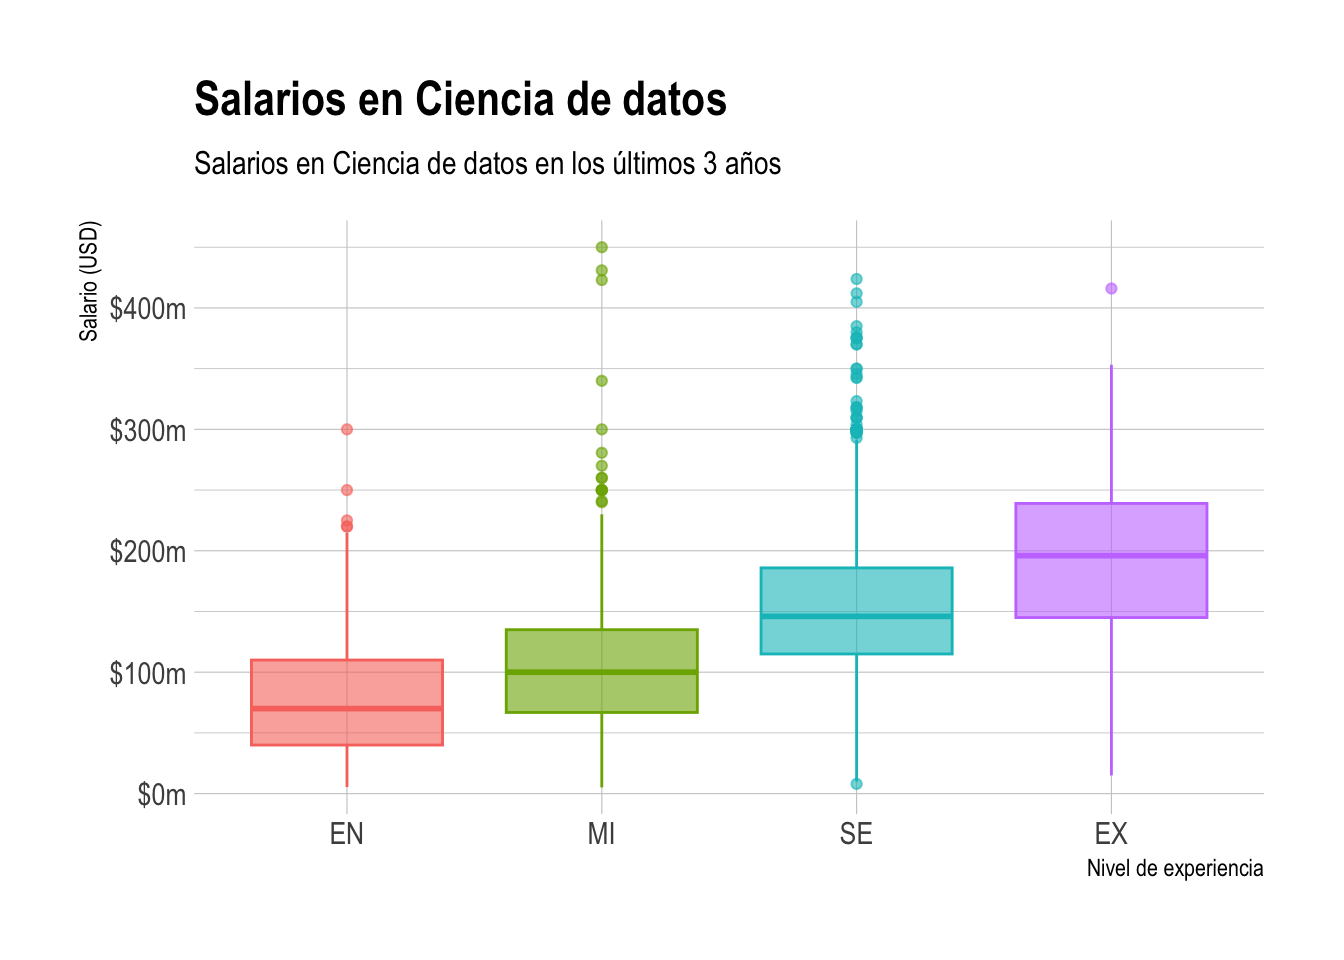 Salarios en Ciencia de datos
Salarios en Ciencia de datos en los últimos 3 años
Salario (USD)
$400m
$300m
$200m
$100m
$0m
EN
MI
SE
EX
Nivel de experiencia